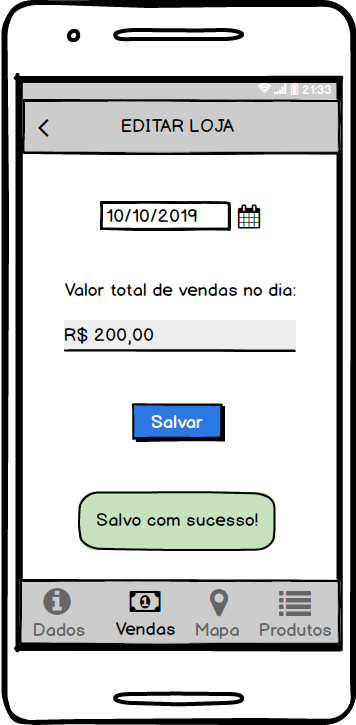 21:33
EDITAR LOJA
10/10/2019
Valor total de vendas no dia:
R$ 200,00
Salvar
Salvo com sucesso!
1
Dados Vendas Mapa Produtos